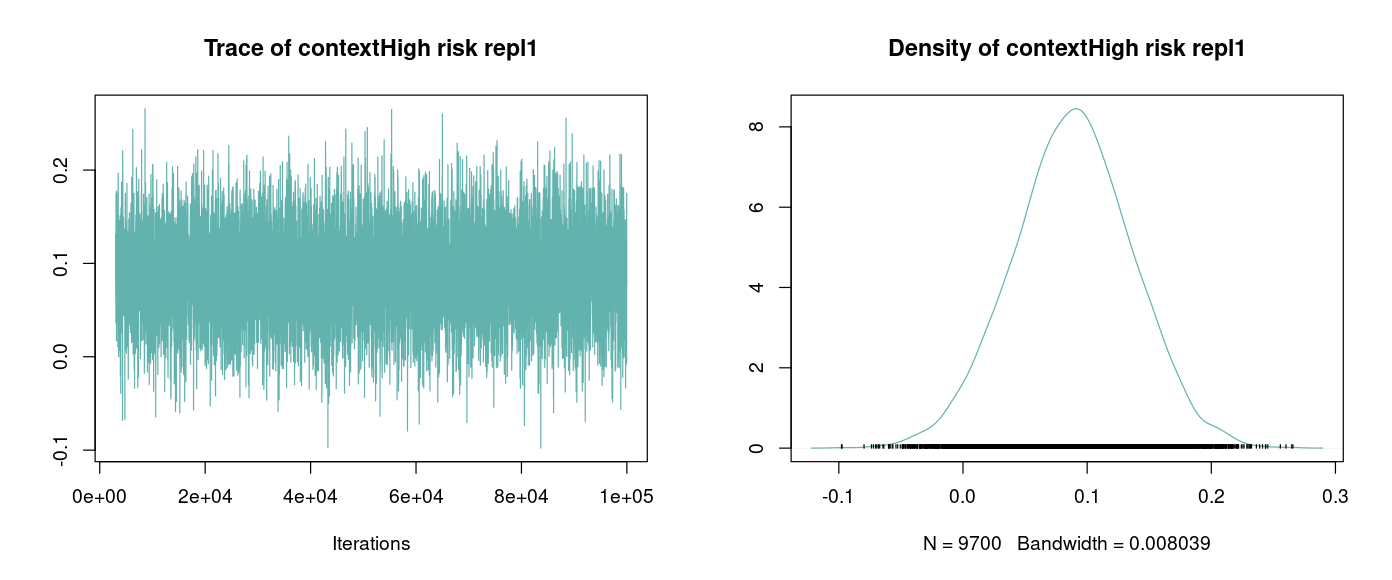 Trace of contextHigh risk repl1
0.2
0.1
0.0
-0.1
0e+00 2e+04 4e+04 6e+04 8e+04 1e+05
Iterations
Density of contextHigh risk repl1
8
6
4
2
0
-0.1 0.0 0.1 0.2 0.3
N = 9700 Bandwidth = 0.008039